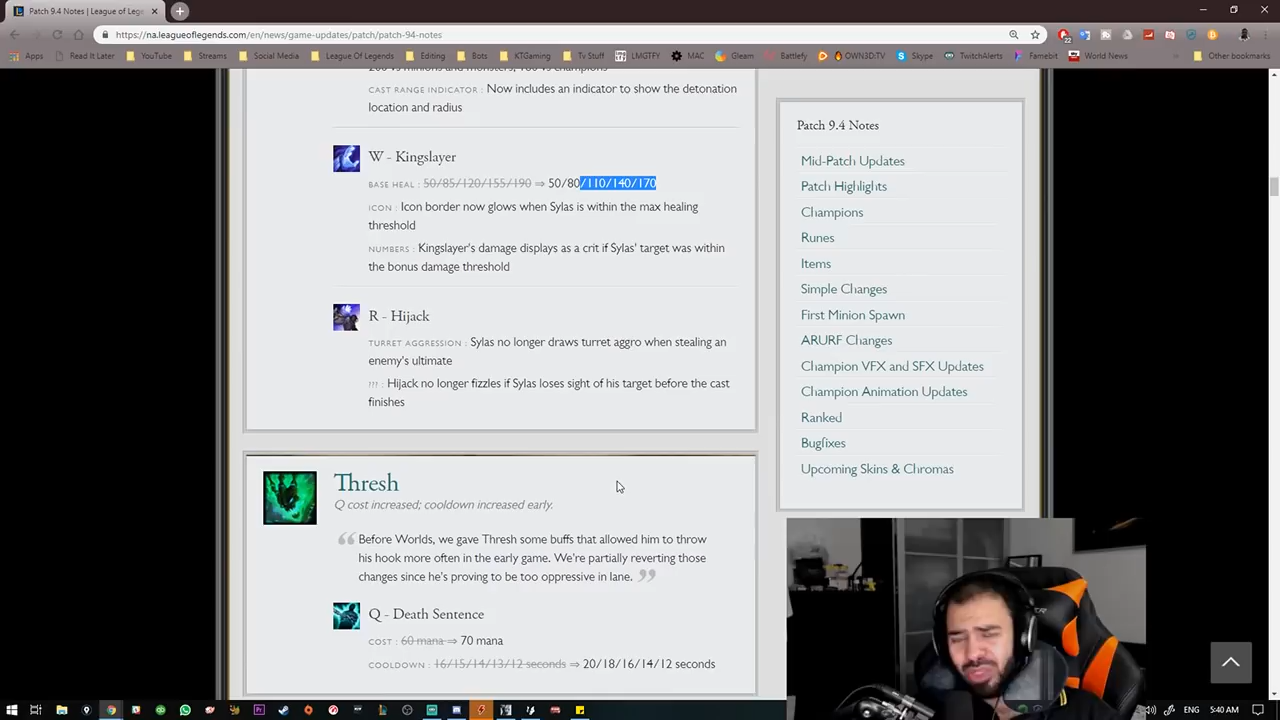 Patch 9.4 Notes | League of Leg
https://na.leagueoflegends.com/en/news/game-updates/patch/patch-94-notes
22
Apps Read It Later YouTube Streams Social Media League Of Legends Editing Bots KTGaming Tv Stuff LMGTFY MAC Gleam Battlefy OWN3D:TV Skype TwitchAlerts Famebit World News Other bookmarks
CAST RANGE INDICATOR : Now includes an indicator to show the detonation
location and radius
W - Kingslayer
BASE HEAL : 50/85/120/155/190 ⇒ 50/80/110/140/170
ICON : Icon border now glows when Sylas is within the max healing
threshold
NUMBERS : Kingslayer's damage displays as a crit if Sylas' target was within
the bonus damage threshold
R - Hijack
TURRET AGGRESSION : Sylas no longer draws turret aggro when stealing an
enemy's ultimate
??? : Hijack no longer fizzles if Sylas loses sight of his target before the cast
finishes
Thresh
Q cost increased; cooldown increased early.
Before Worlds, we gave Thresh some buffs that allowed him to throw
his hook more often in the early game. We're partially reverting those
changes since he's proving to be too oppressive in lane.
Q - Death Sentence
COST : 60 mana ⇒ 70 mana
COOLDOWN : 16/15/14/13/12 seconds ⇒ 20/18/16/14/12 seconds
Patch 9.4 Notes
Mid-Patch Updates
Patch Highlights
Champions
Runes
Items
Simple Changes
First Minion Spawn
ARURF Changes
Champion VFX and SFX Updates
Champion Animation Updates
Ranked
Bugfixes
Upcoming Skins & Chromas
ENG 5:40 AM